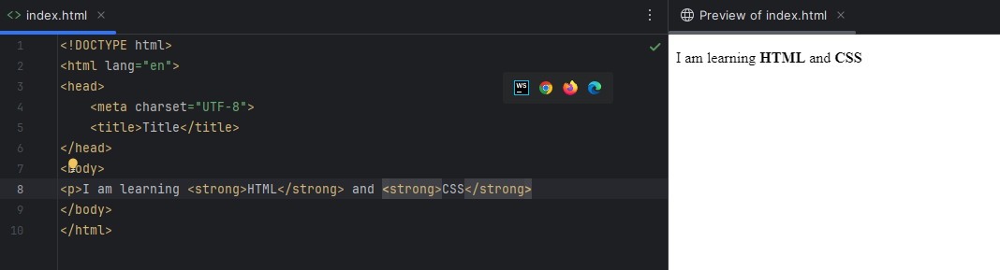 index.html
Preview of index.html
1 <!DOCTYPE html>
2 <html lang="en">
3 <head>
4 <meta charset="UTF-8">
5 <title>Title</title>
6 </head>
7 <body>
8 <p>I am learning <strong>HTML</strong> and <strong>CSS</strong>
9 </body>
10 </html>
WS
I am learning HTML and CSS